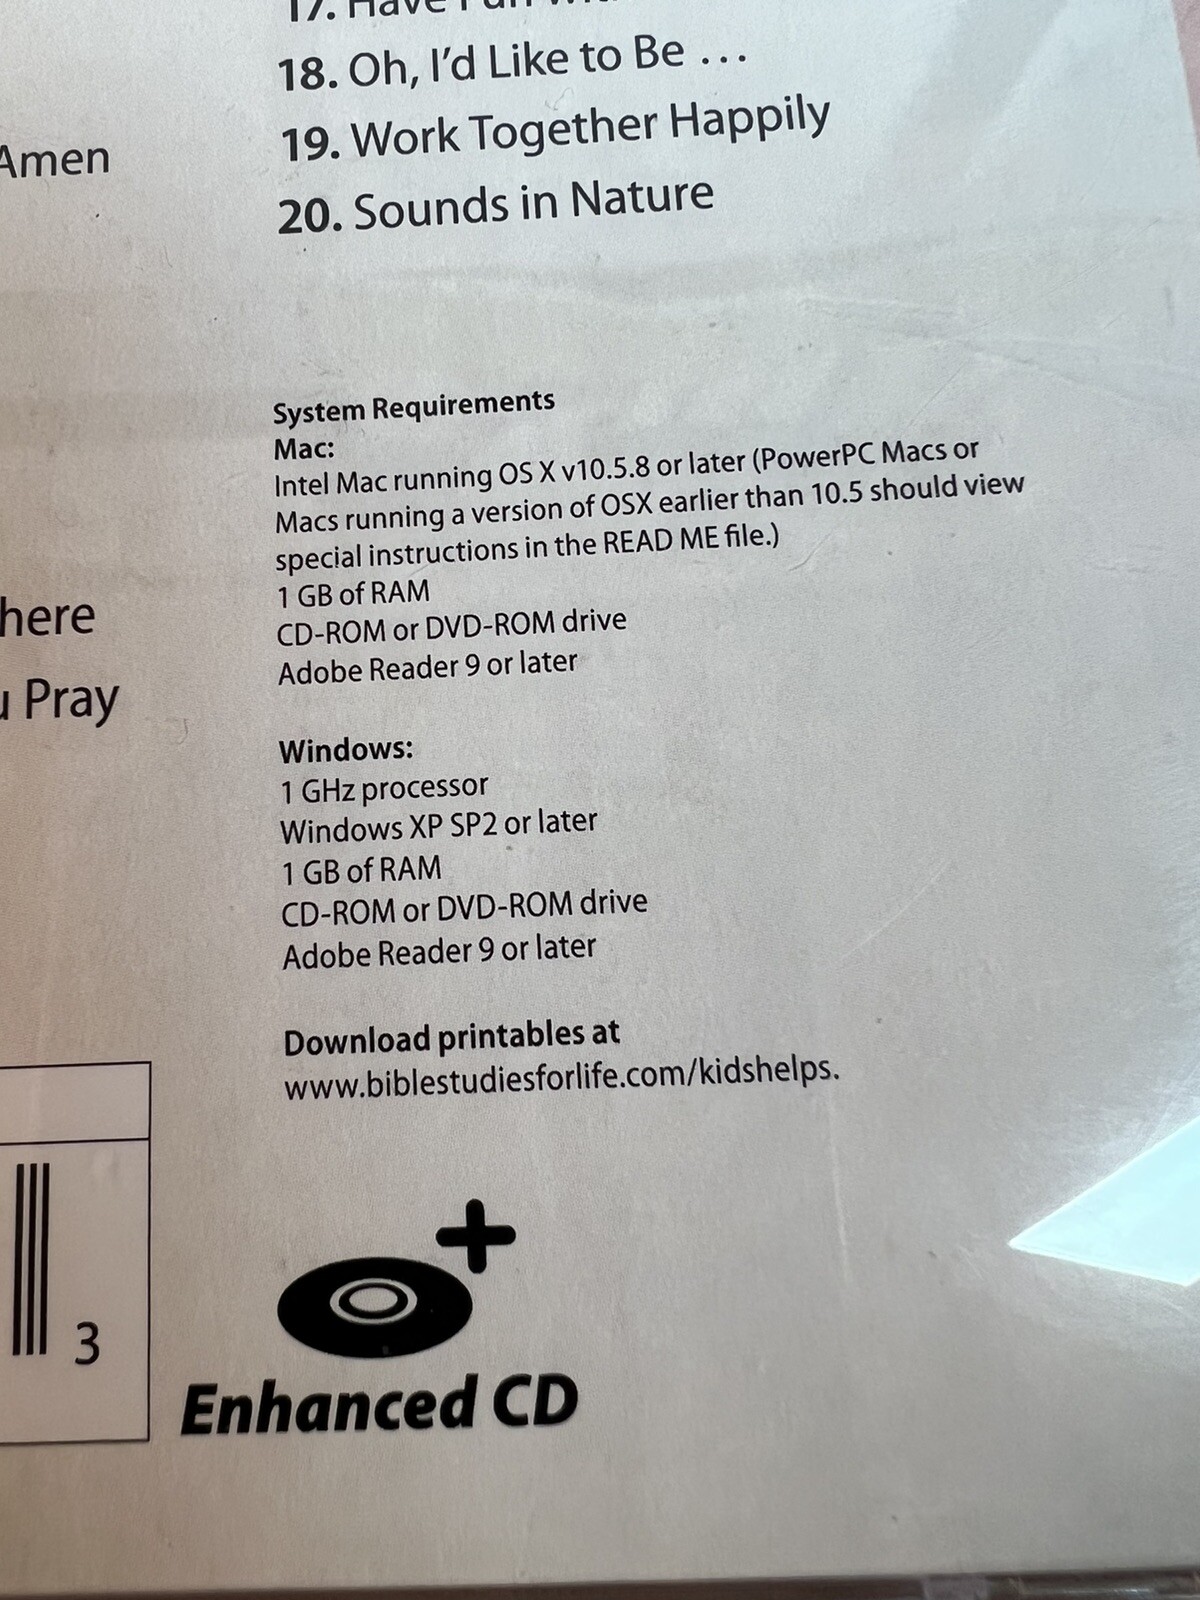 17. Have Fun
18. Oh, I'd Like to Be ...
19. Work Together Happily
20. Sounds in Nature
Amen
here
Pray
System Requirements
Mac:
Intel Mac running OS X v10.5.8 or later (PowerPC Macs or
Macs running a version of OSX earlier than 10.5 should view
special instructions in the READ ME file.)
1 GB of RAM
CD-ROM or DVD-ROM drive
Adobe Reader 9 or later
Windows:
1 GHz processor
Windows XP SP2 or later
1 GB of RAM
CD-ROM or DVD-ROM drive
Adobe Reader 9 or later
Download printables at
www.biblestudiesforlife.com/kidshelps.
3
Enhanced CD